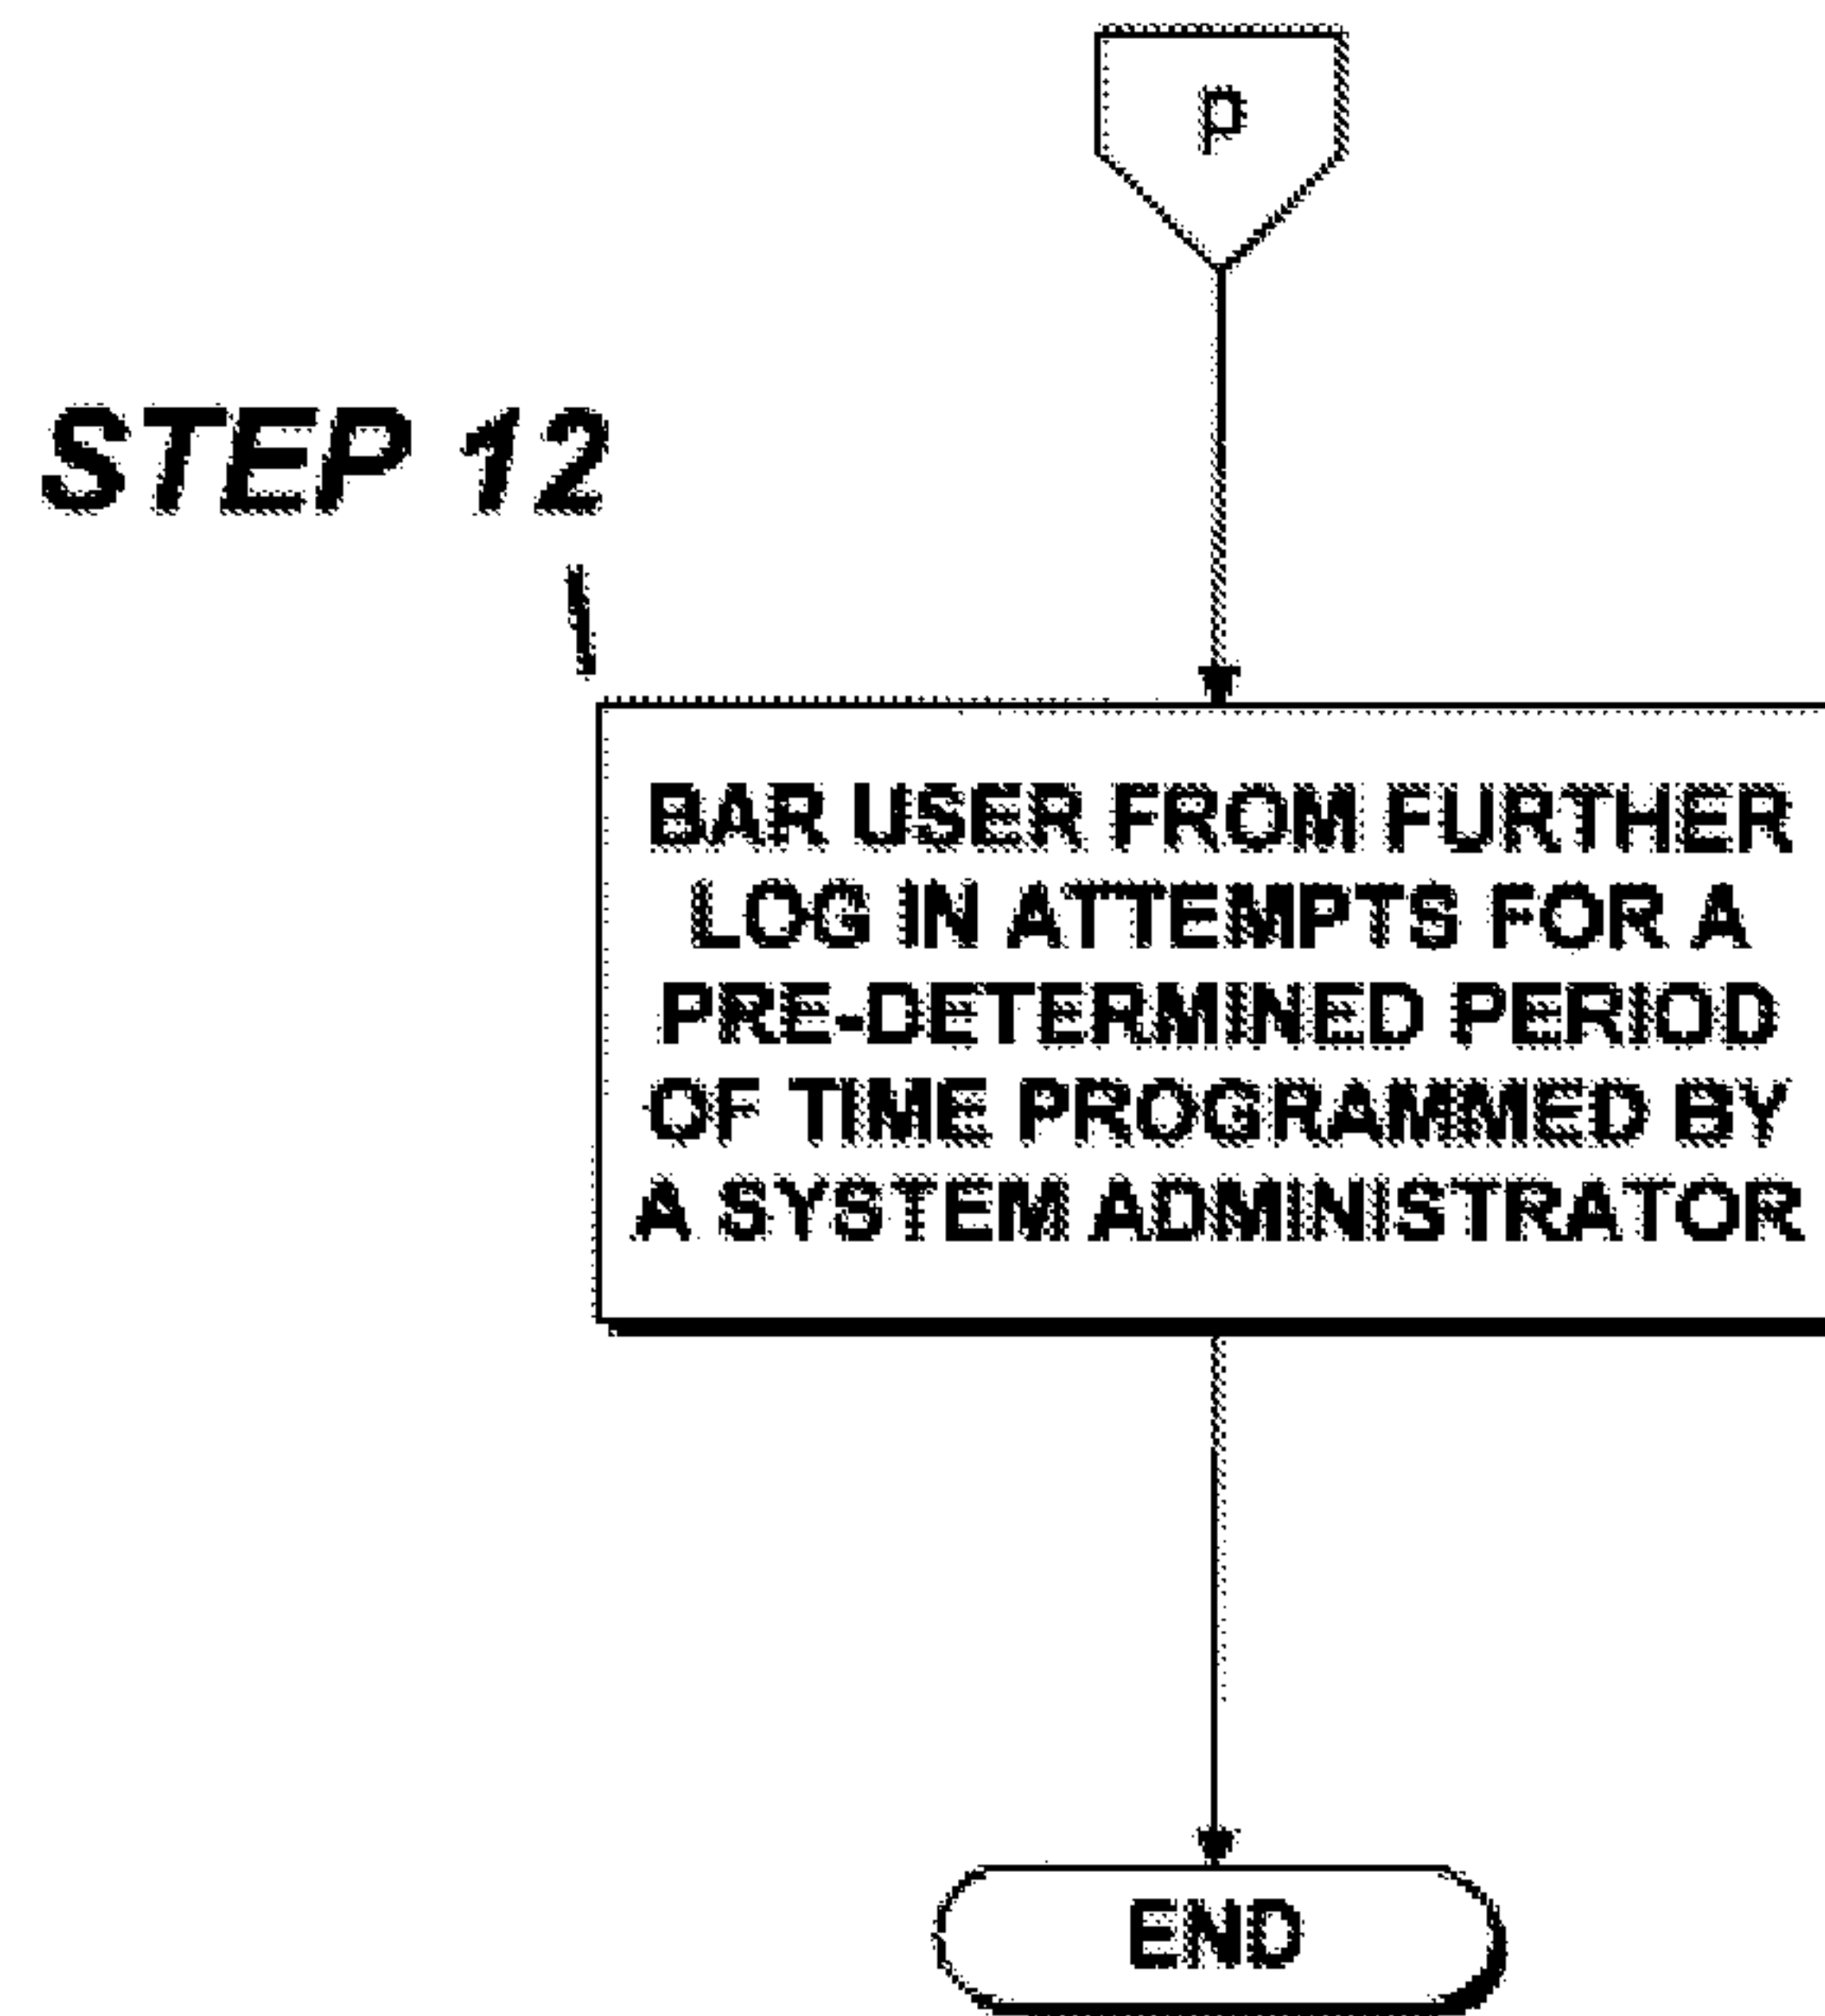 P
STEP 12
BAR USER FROM FURTHER
LOG IN ATTEMPTS FOR A
PRE-DETERMINED PERIOD
OF TIME PROGRAMMED BY
A SYSTEM ADMINISTRATOR
END